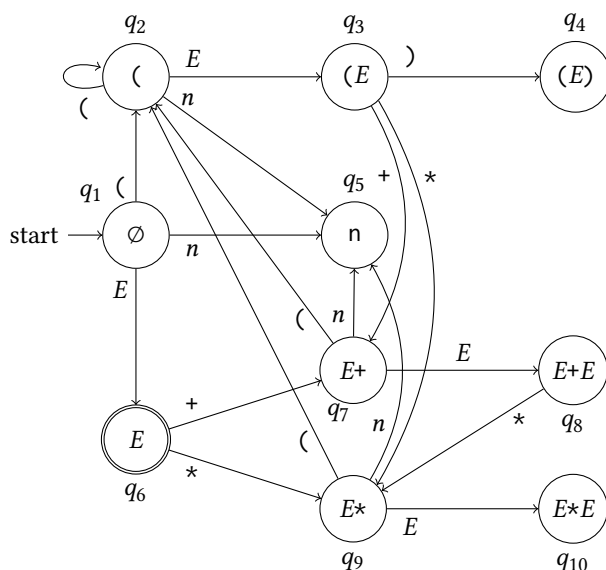 q2 q3 q4
( E (E ) (E)
( n
q1 ( q5 + *
start ∅ n n
E
( n
E+ E E+E
+ q7 n q8
E ( *
q6 *
E* E E*E
q9 q10